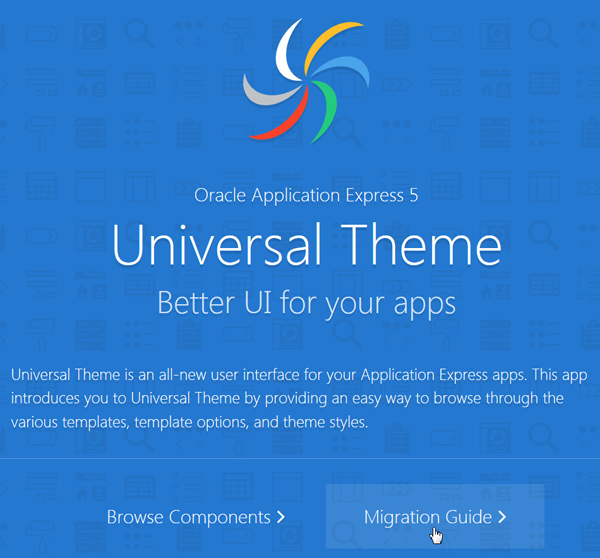 Oracle Application Express 5
Universal Theme
Better UI for your apps
Universal Theme is an all-new user interface for your Application Express apps. This app
introduces you to Universal Theme by providing an easy way to browse through the
various templates, template options, and theme styles.
Browse Components
Migration Guide